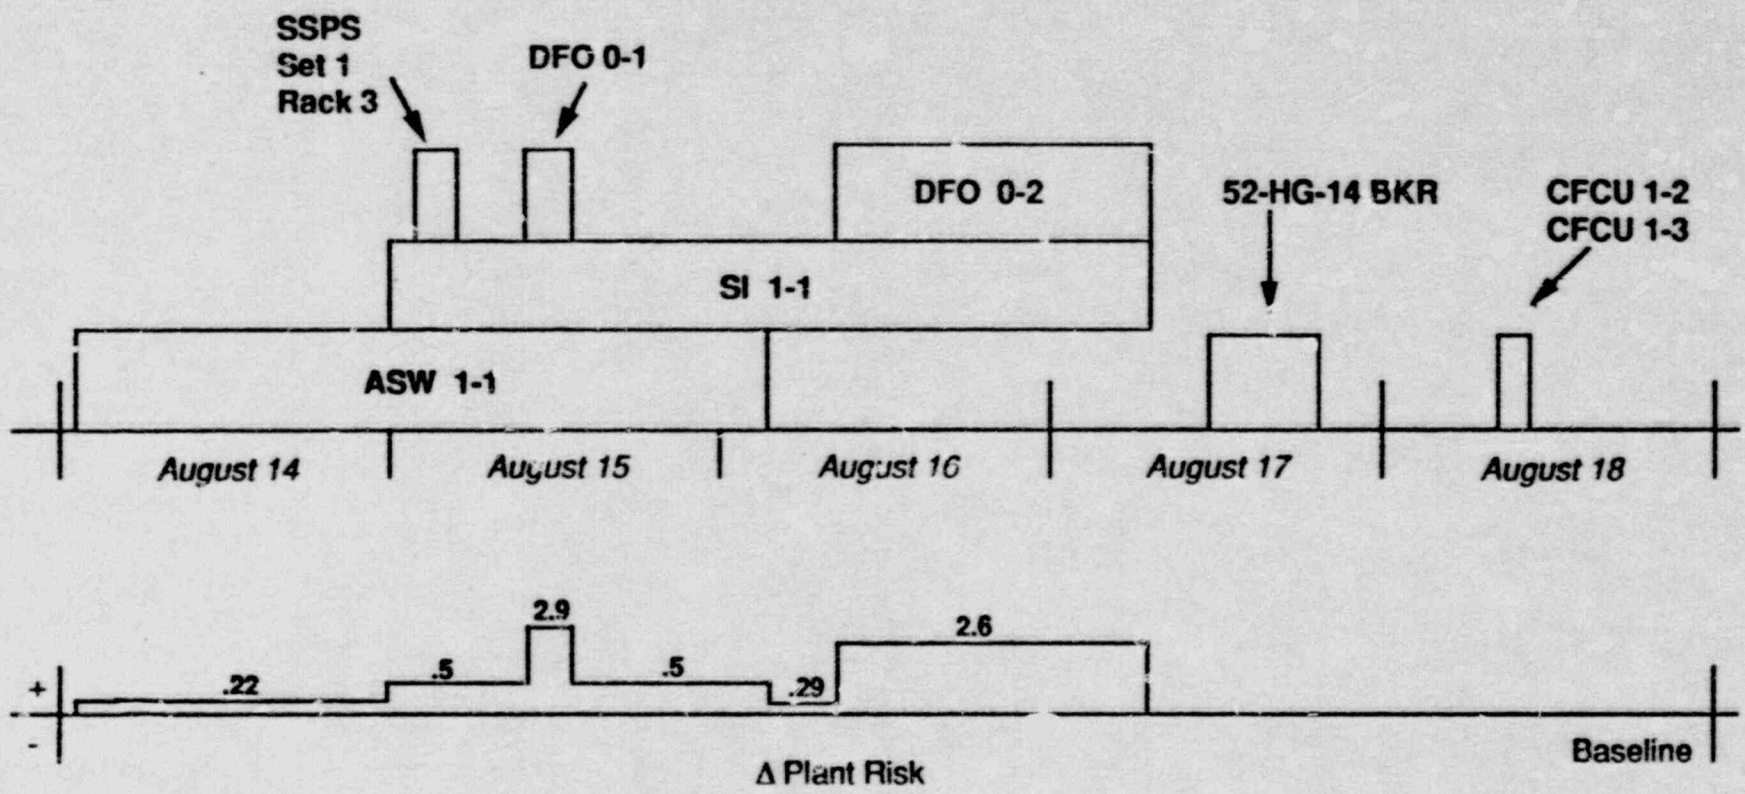 SSPS
Set 1
Rack 3
DFO 0-1
DFO 0-2
52-HG-14 BKR
CFCU 1-2
CFCU 1-3
SI 1-1
ASW 1-1
August 14
August 15
August 16
August 17
August 18
2.9
2.6
.5
.5
.22
.29
+
-
Baseline
Δ Plant Risk